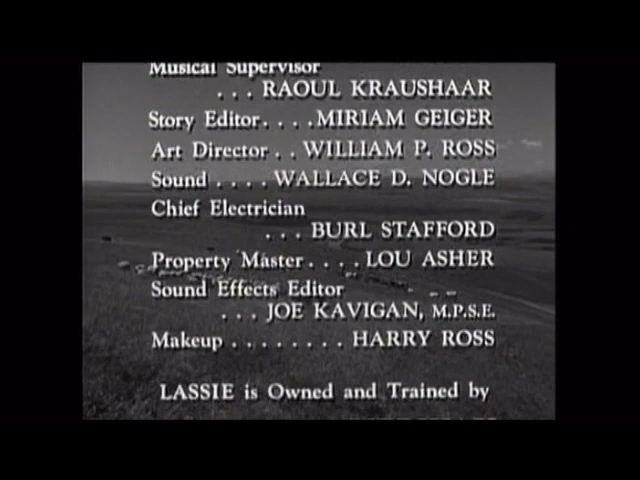 Musical Supervisor
. . . RAOUL KRAUSHAAR
Story Editor. . . . MIRIAM GEIGER
Art Director . . WILLIAM P. ROSS
Sound . . . . WALLACE D. NOGLE
Chief Electrician
. . . BURL STAFFORD
Property Master . . . . LOU ASHER
Sound Effects Editor
. . . JOE KAVIGAN, M.P.S.E.
Makeup . . . . . . . . HARRY ROSS
LASSIE is Owned and Trained by